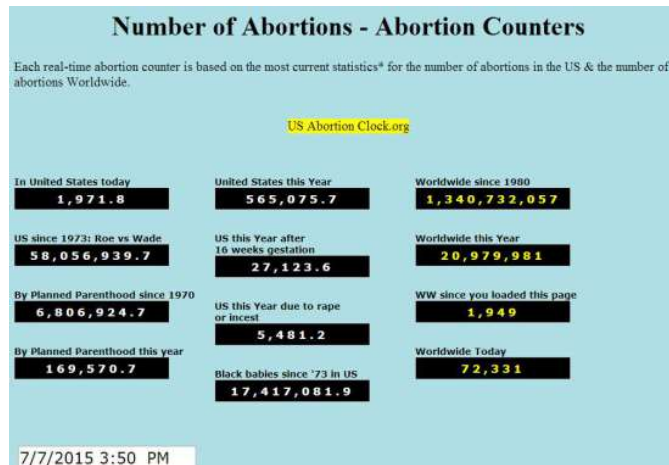 Number of Abortions - Abortion Counters
Each real-time abortion counter is based on the most current statistics* for the number of abortions in the US & the number of
abortions Worldwide.
US Abortion Clock.org
In United States today
1,971.8
US since 1973: Roe vs Wade
58,056,939.7
By Planned Parenthood since 1970
6,806,924.7
By Planned Parenthood this year
169,570.7
United States this Year
565,075.7
US this Year after
16 weeks gestation
27,123.6
US this Year due to rape
or incest
5,481.2
Black babies since '73 in US
17,417,081.9
Worldwide since 1980
1,340,732,057
Worldwide this Year
20,979,981
WW since you loaded this page
1,949
Worldwide Today
72,331
7/7/2015 3:50 PM